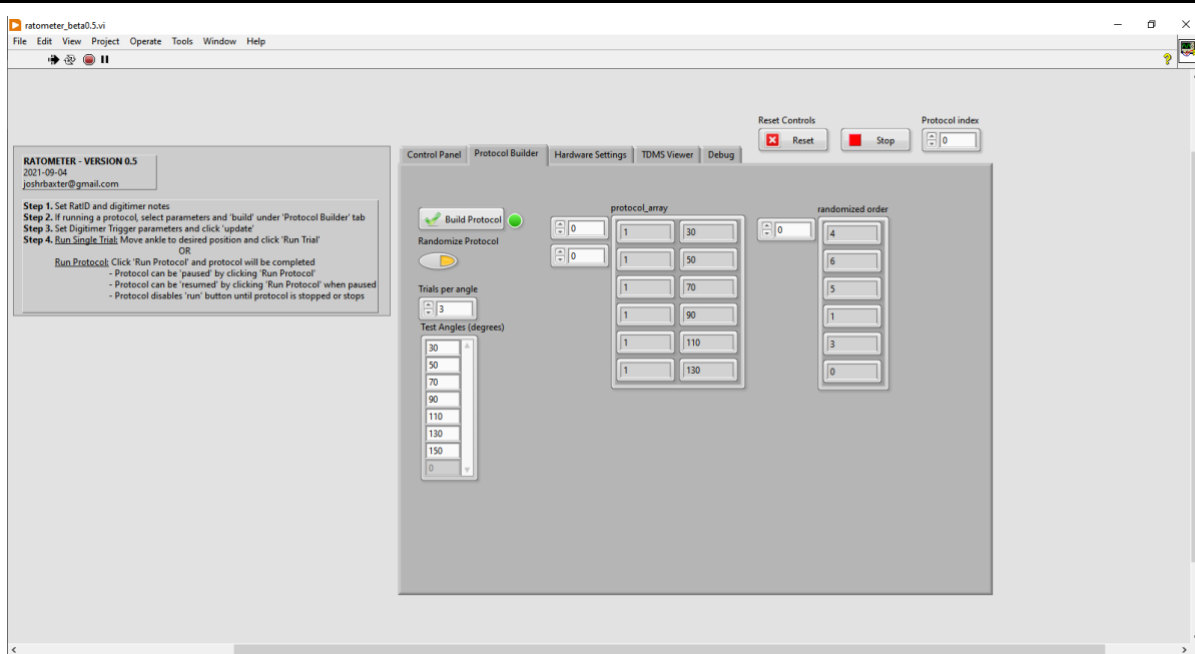 ratometer_beta0.5.vi
File Edit View Project Operate Tools Window Help
Reset Controls
Protocol index
Reset
Stop
0
RATOMETER - VERSION 0.5
2021-09-04
joshrbaxter@gmail.com
Step 1. Set RatID and digitimer notes
Step 2. If running a protocol, select parameters and 'build' under 'Protocol Builder' tab
Step 3. Set Digitimer Trigger parameters and click 'update'
Step 4. Run Single Trial: Move ankle to desired position and click 'Run Trial'
OR
Run Protocol: Click 'Run Protocol' and protocol will be completed
- Protocol can be 'paused' by clicking 'Run Protocol'
- Protocol can be 'resumed' by clicking 'Run Protocol' when paused
- Protocol disables 'run' button until protocol is stopped or stops
Control Panel Protocol Builder Hardware Settings TDMS Viewer Debug
Build Protocol
Randomize Protocol
Trials per angle
3
Test Angles (degrees)
30
50
70
90
110
130
150
0
protocol_array
0
0
1 30
1 50
1 70
1 90
1 110
1 130
randomized order
0
4
6
5
1
3
0